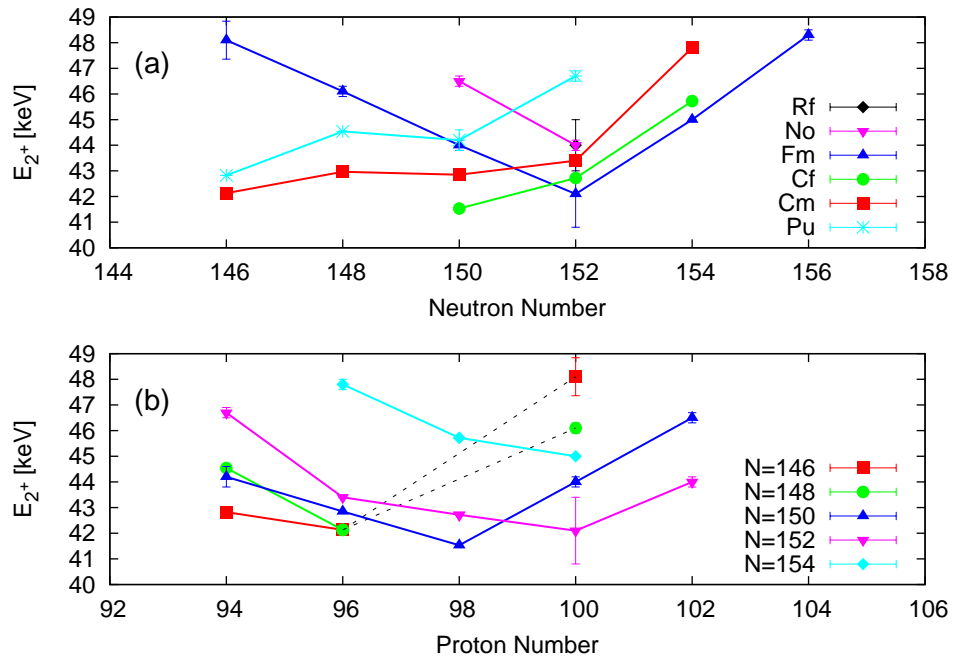 49
48
47
46
45
44
43
42
41
40
E2+ [keV]
(a)
Rf
No
Fm
Cf
Cm
Pu
144 146 148 150 152 154 156 158
Neutron Number
49
48
47
46
45
44
43
42
41
40
E2+ [keV]
(b)
N=146
N=148
N=150
N=152
N=154
92 94 96 98 100 102 104 106
Proton Number